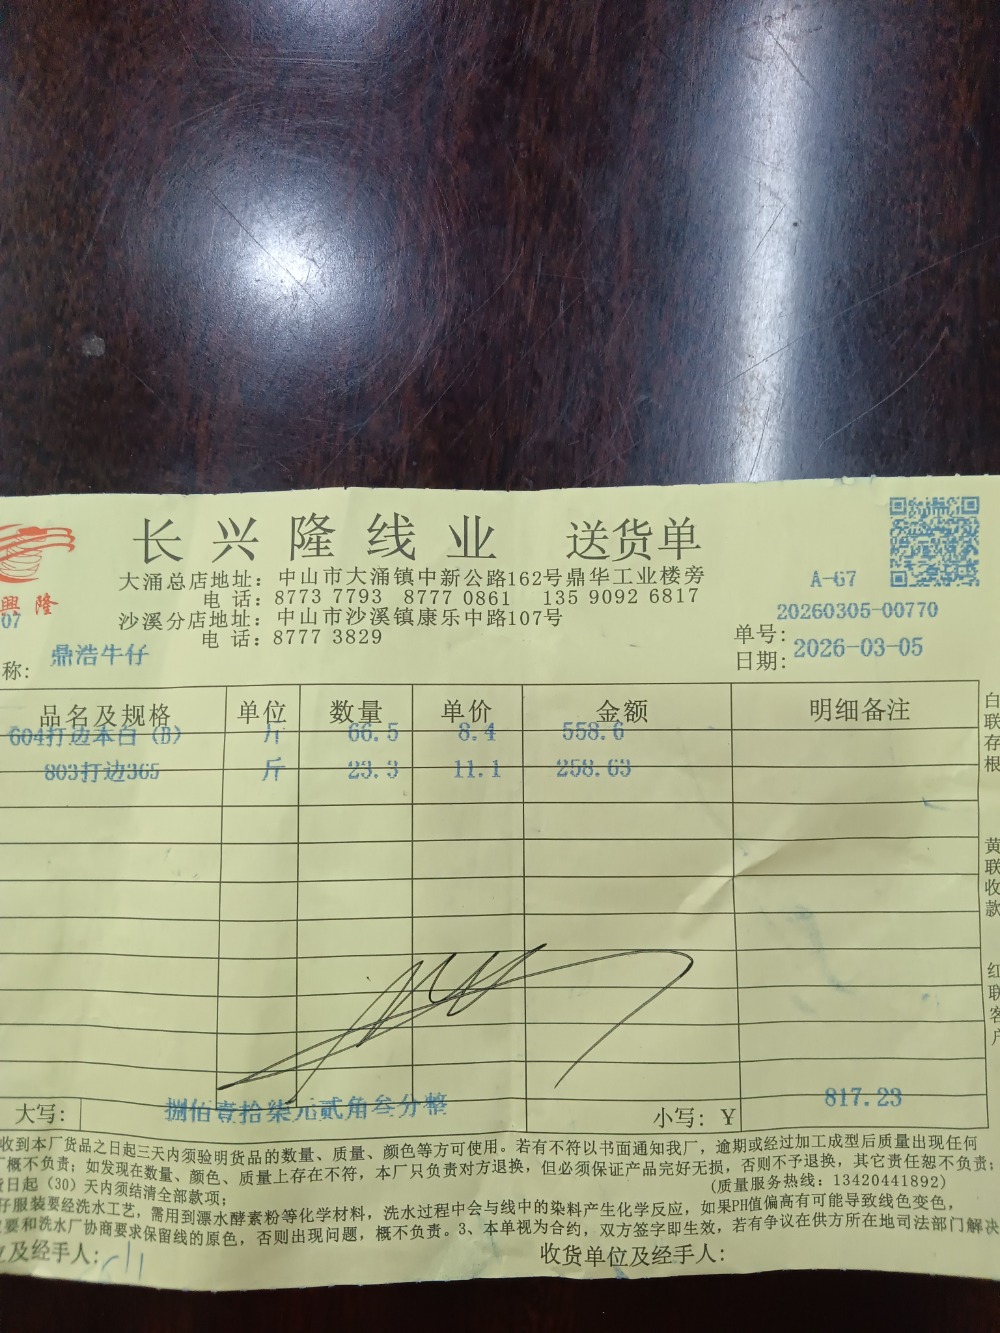 长兴隆线业 送货单
興隆
A-G7
大涌总店地址：中山市大涌镇中新公路162号鼎华工业楼旁
电 话：8773 7793 8777 0861 135 9092 6817
07
20260305-00770
沙溪分店地址：中山市沙溪镇康乐中路107号
电 话：8777 3829
单号：
称：鼎浩牛仔
日期：2026-03-05
品名及规格 单位 数量 单价 金额 明细备注
604打边本白（B） 斤 66.5 8.4 558.6
803打边365 斤 23.3 11.1 258.63
白联存根
黄联收款
红联客户
大写：捌佰壹拾柒元贰角叁分整 小写：Y 817.23
收到本厂货品之日起三天内须验明货品的数量、质量、颜色等方可使用。若有不符以书面通知我厂，逾期或经过加工成型后质量出现任何
厂概不负责；如发现在数量、颜色、质量上存在不符，本厂只负责对方退换，但必须保证产品完好无损，否则不予退换，其它责任恕不负责；
日起（30）天内须结清全部款项； (质量服务热线：13420441892)
仔服装要经洗水工艺，需用到漂水酵素粉等化学材料，洗水过程中会与线中的染料产生化学反应，如果PH值偏高有可能导致线色变色，
要和洗水厂协商要求保留线的原色，否则出现问题，概不负责。3、本单视为合约，双方签字即生效，若有争议在供方所在地司法部门解决
位及经手人： 收货单位及经手人：